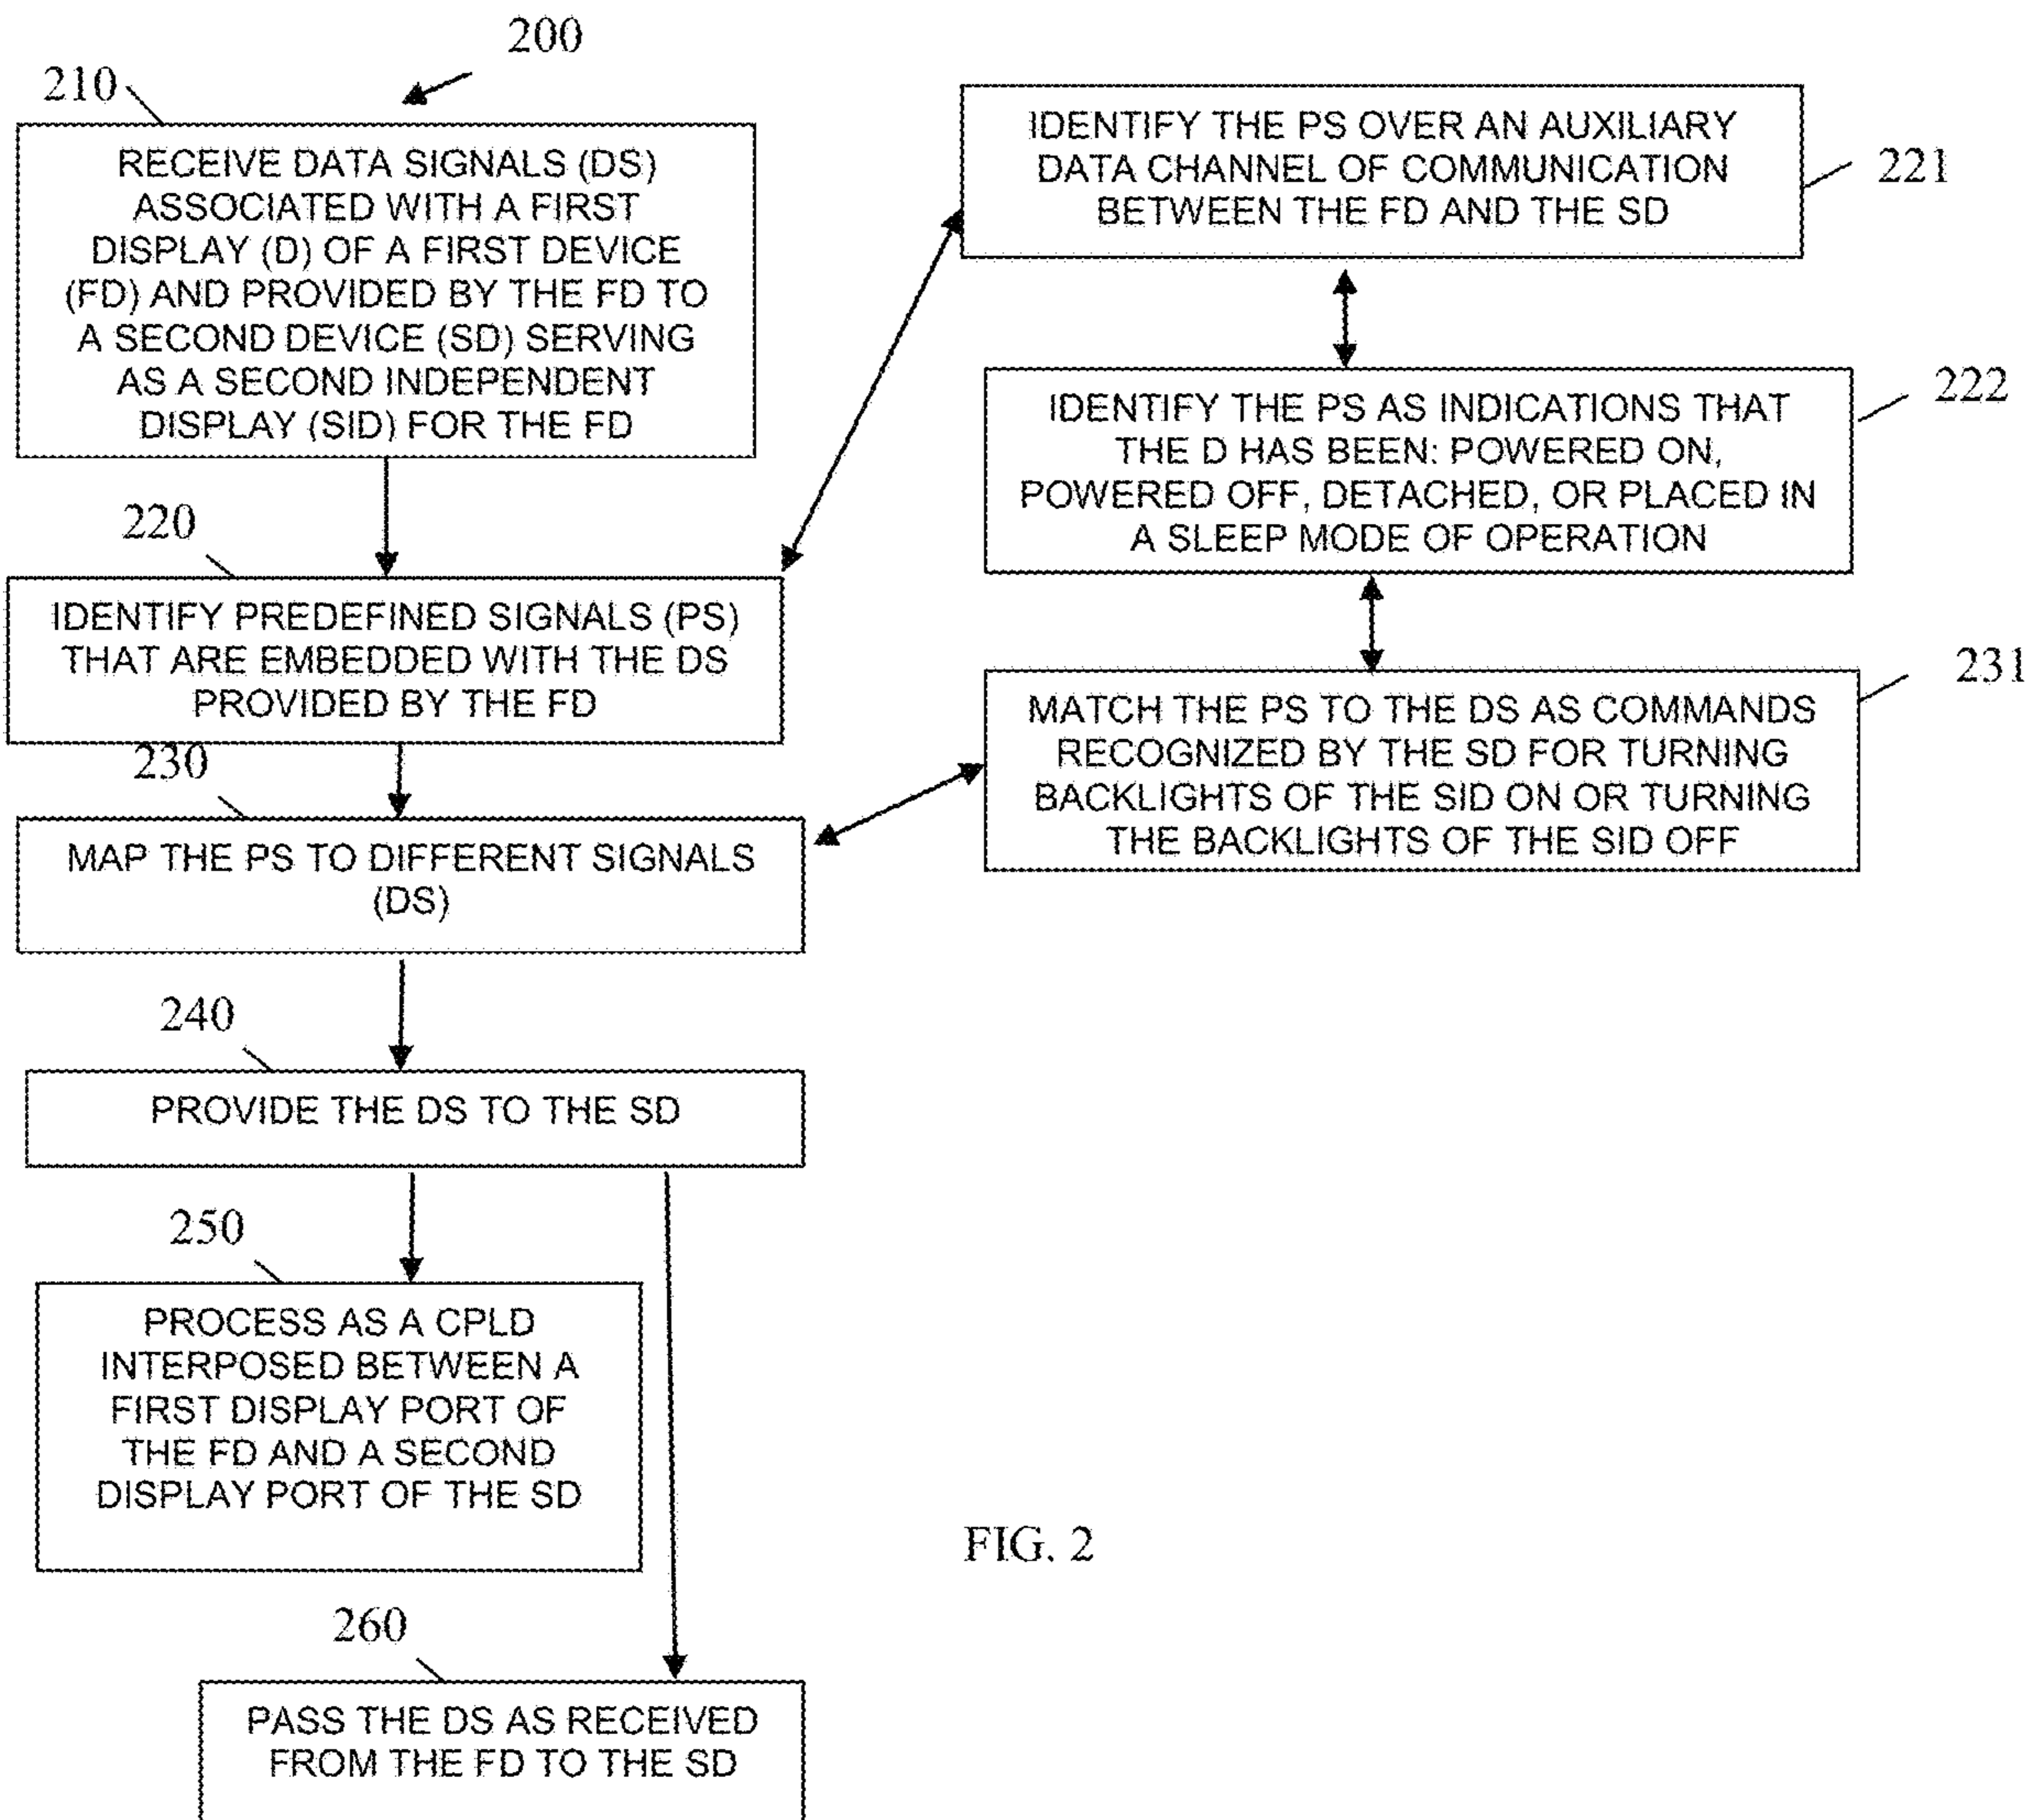 200
210
RECEIVE DATA SIGNALS (DS)
ASSOCIATED WITH A FIRST
DISPLAY (D) OF A FIRST DEVICE
(FD) AND PROVIDED BY THE FD TO
A SECOND DEVICE (SD) SERVING
AS A SECOND INDEPENDENT
DISPLAY (SID) FOR THE FD
220
IDENTIFY PREDEFINED SIGNALS (PS)
THAT ARE EMBEDDED WITH THE DS
PROVIDED BY THE FD
221
IDENTIFY THE PS OVER AN AUXILIARY
DATA CHANNEL OF COMMUNICATION
BETWEEN THE FD AND THE SD
222
IDENTIFY THE PS AS INDICATIONS THAT
THE D HAS BEEN: POWERED ON,
POWERED OFF, DETACHED, OR PLACED IN
A SLEEP MODE OF OPERATION
230
MAP THE PS TO DIFFERENT SIGNALS
(DS)
231
MATCH THE PS TO THE DS AS COMMANDS
RECOGNIZED BY THE SD FOR TURNING
BACKLIGHTS OF THE SID ON OR TURNING
THE BACKLIGHTS OF THE SID OFF
240
PROVIDE THE DS TO THE SD
250
PROCESS AS A CPLD
INTERPOSED BETWEEN A
FIRST DISPLAY PORT OF
THE FD AND A SECOND
DISPLAY PORT OF THE SD
260
PASS THE DS AS RECEIVED
FROM THE FD TO THE SD
FIG. 2